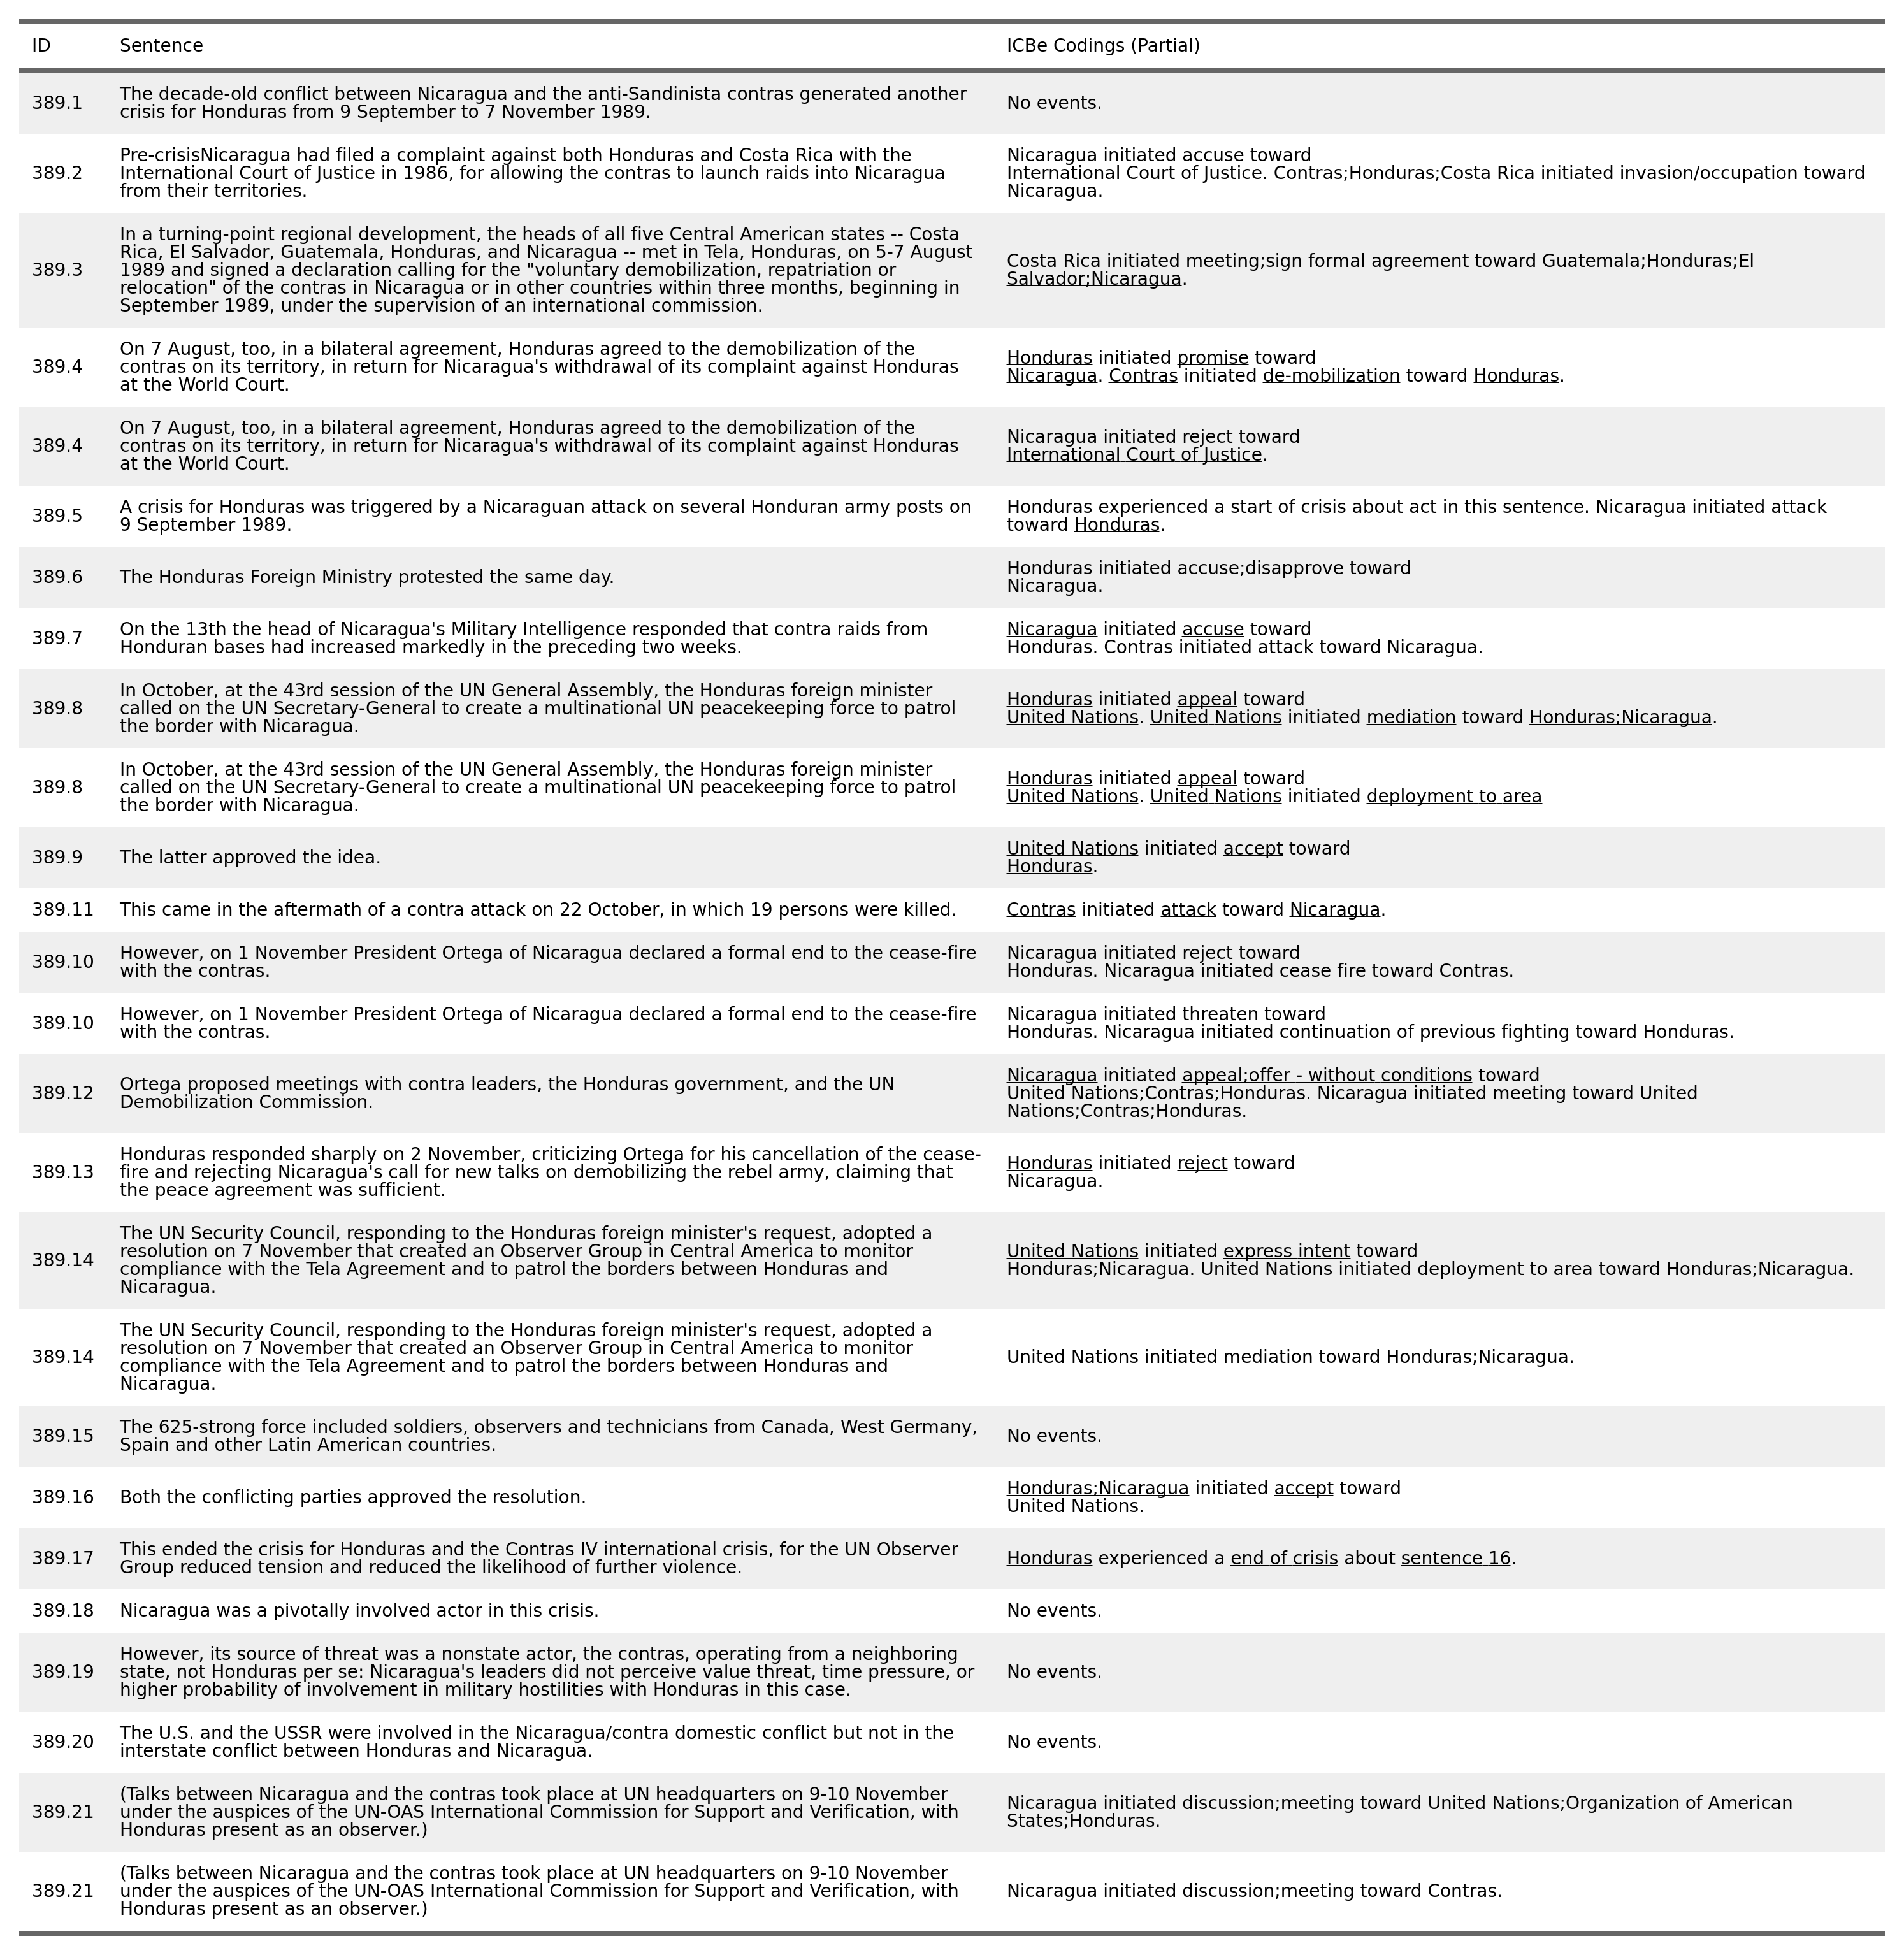 ID Sentence ICBe Codings (Partial)
389.1 The decade-old conflict between Nicaragua and the anti-Sandinista contras generated another
crisis for Honduras from 9 September to 7 November 1989.
No events.
389.2 Pre-crisisNicaragua had filed a complaint against both Honduras and Costa Rica with the
International Court of Justice in 1986, for allowing the contras to launch raids into Nicaragua
from their territories.
Nicaragua initiated accuse toward
International Court of Justice. Contras;Honduras;Costa Rica initiated invasion/occupation toward
Nicaragua.
389.3 In a turning-point regional development, the heads of all five Central American states -- Costa
Rica, El Salvador, Guatemala, Honduras, and Nicaragua -- met in Tela, Honduras, on 5-7 August
1989 and signed a declaration calling for the "voluntary demobilization, repatriation or
relocation" of the contras in Nicaragua or in other countries within three months, beginning in
September 1989, under the supervision of an international commission.
Costa Rica initiated meeting;sign formal agreement toward Guatemala;Honduras;El
Salvador;Nicaragua.
389.4 On 7 August, too, in a bilateral agreement, Honduras agreed to the demobilization of the
contras on its territory, in return for Nicaragua's withdrawal of its complaint against Honduras
at the World Court.
Honduras initiated promise toward
Nicaragua. Contras initiated de-mobilization toward Honduras.
389.4 On 7 August, too, in a bilateral agreement, Honduras agreed to the demobilization of the
contras on its territory, in return for Nicaragua's withdrawal of its complaint against Honduras
at the World Court.
Nicaragua initiated reject toward
International Court of Justice.
389.5 A crisis for Honduras was triggered by a Nicaraguan attack on several Honduran army posts on
9 September 1989.
Honduras experienced a start of crisis about act in this sentence. Nicaragua initiated attack
toward Honduras.
389.6 The Honduras Foreign Ministry protested the same day.
Honduras initiated accuse;disapprove toward
Nicaragua.
389.7 On the 13th the head of Nicaragua's Military Intelligence responded that contra raids from
Honduran bases had increased markedly in the preceding two weeks.
Nicaragua initiated accuse toward
Honduras. Contras initiated attack toward Nicaragua.
389.8 In October, at the 43rd session of the UN General Assembly, the Honduras foreign minister
called on the UN Secretary-General to create a multinational UN peacekeeping force to patrol
the border with Nicaragua.
Honduras initiated appeal toward
United Nations. United Nations initiated mediation toward Honduras;Nicaragua.
389.8 In October, at the 43rd session of the UN General Assembly, the Honduras foreign minister
called on the UN Secretary-General to create a multinational UN peacekeeping force to patrol
the border with Nicaragua.
Honduras initiated appeal toward
United Nations. United Nations initiated deployment to area
389.9 The latter approved the idea.
United Nations initiated accept toward
Honduras.
389.11 This came in the aftermath of a contra attack on 22 October, in which 19 persons were killed.
Contras initiated attack toward Nicaragua.
389.10 However, on 1 November President Ortega of Nicaragua declared a formal end to the cease-fire
with the contras.
Nicaragua initiated reject toward
Honduras. Nicaragua initiated cease fire toward Contras.
389.10 However, on 1 November President Ortega of Nicaragua declared a formal end to the cease-fire
with the contras.
Nicaragua initiated threaten toward
Honduras. Nicaragua initiated continuation of previous fighting toward Honduras.
389.12 Ortega proposed meetings with contra leaders, the Honduras government, and the UN
Demobilization Commission.
Nicaragua initiated appeal;offer - without conditions toward
United Nations;Contras;Honduras. Nicaragua initiated meeting toward United
Nations;Contras;Honduras.
389.13 Honduras responded sharply on 2 November, criticizing Ortega for his cancellation of the cease-
fire and rejecting Nicaragua's call for new talks on demobilizing the rebel army, claiming that
the peace agreement was sufficient.
Honduras initiated reject toward
Nicaragua.
389.14 The UN Security Council, responding to the Honduras foreign minister's request, adopted a
resolution on 7 November that created an Observer Group in Central America to monitor
compliance with the Tela Agreement and to patrol the borders between Honduras and
Nicaragua.
United Nations initiated express intent toward
Honduras;Nicaragua. United Nations initiated deployment to area toward Honduras;Nicaragua.
389.14 The UN Security Council, responding to the Honduras foreign minister's request, adopted a
resolution on 7 November that created an Observer Group in Central America to monitor
compliance with the Tela Agreement and to patrol the borders between Honduras and
Nicaragua.
United Nations initiated mediation toward Honduras;Nicaragua.
389.15 The 625-strong force included soldiers, observers and technicians from Canada, West Germany,
Spain and other Latin American countries.
No events.
389.16 Both the conflicting parties approved the resolution.
Honduras;Nicaragua initiated accept toward
United Nations.
389.17 This ended the crisis for Honduras and the Contras IV international crisis, for the UN Observer
Group reduced tension and reduced the likelihood of further violence.
Honduras experienced a end of crisis about sentence 16.
389.18 Nicaragua was a pivotally involved actor in this crisis.
No events.
389.19 However, its source of threat was a nonstate actor, the contras, operating from a neighboring
state, not Honduras per se: Nicaragua's leaders did not perceive value threat, time pressure, or
higher probability of involvement in military hostilities with Honduras in this case.
No events.
389.20 The U.S. and the USSR were involved in the Nicaragua/contra domestic conflict but not in the
interstate conflict between Honduras and Nicaragua.
No events.
389.21 (Talks between Nicaragua and the contras took place at UN headquarters on 9-10 November
under the auspices of the UN-OAS International Commission for Support and Verification, with
Honduras present as an observer.)
Nicaragua initiated discussion;meeting toward United Nations;Organization of American
States;Honduras.
389.21 (Talks between Nicaragua and the contras took place at UN headquarters on 9-10 November
under the auspices of the UN-OAS International Commission for Support and Verification, with
Honduras present as an observer.)
Nicaragua initiated discussion;meeting toward Contras.